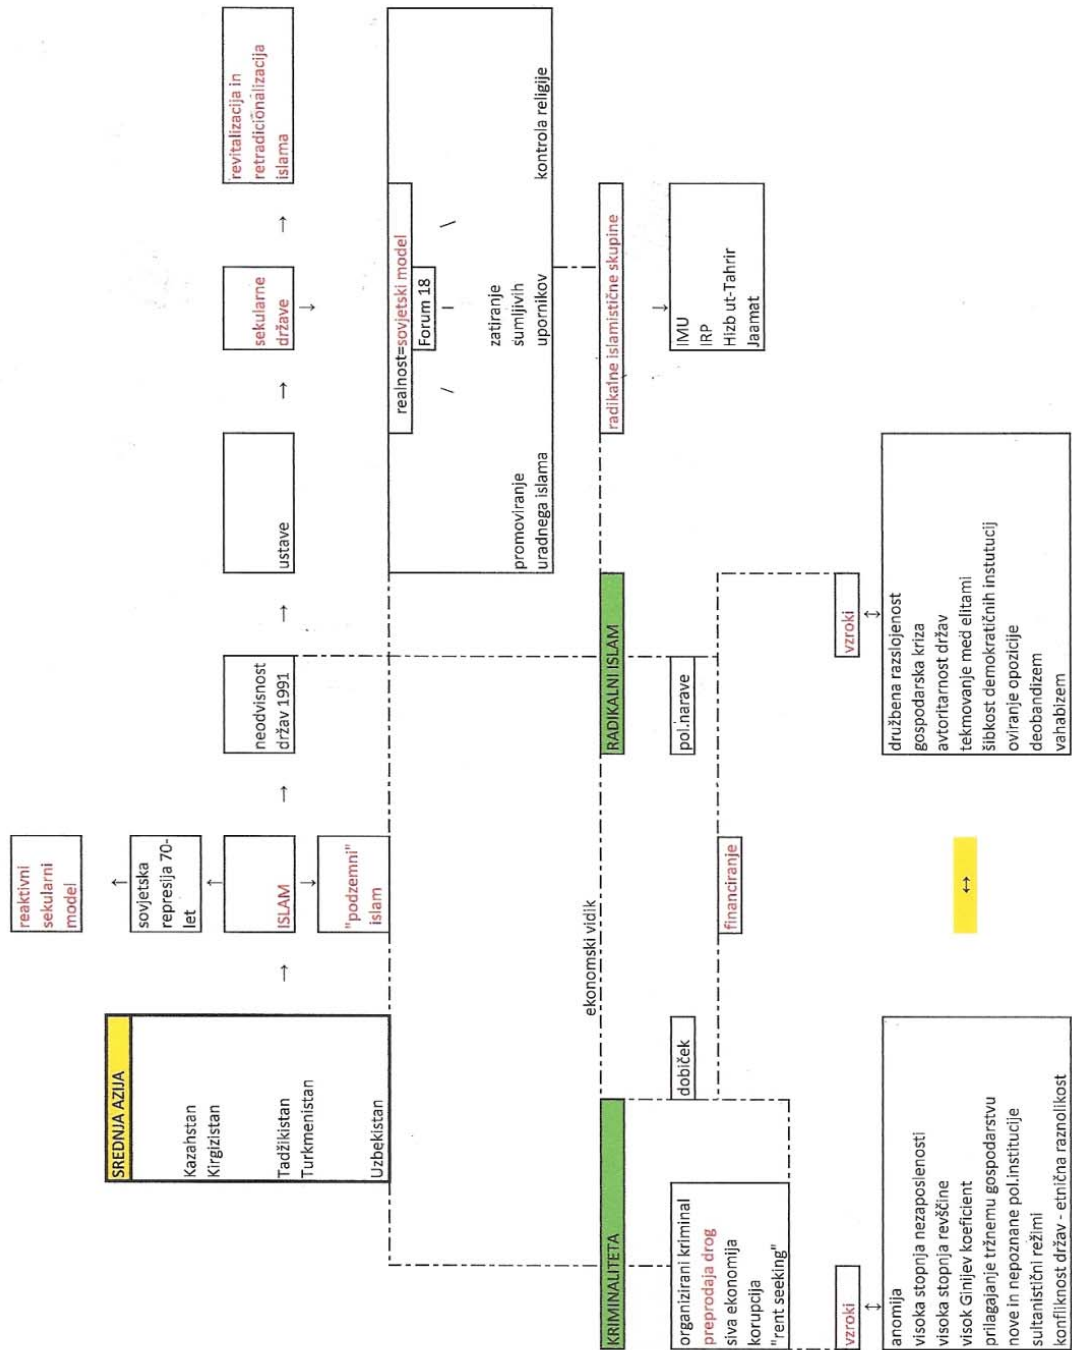 reaktivni
sekularni
model
SREDNJA AZIJA
Kazahstan
Kirgizistan
Tadžikistan
Turkmenistan
Uzbekistan
→
sovjetska
represija 70-
let
ISLAM
"podzemni"
islam
→
neodvisnost
držav 1991
→
ustave
→
sekularne
države
→
revitalizacija in
retradicionalizacija
islama
realnost=sovjetski model
Forum 18
/ | \
promoviranje
uradnega islama
zatiranje
sumljivih
upornikov
kontrola religije
ekonomski vidik
KRIMINALITETA
RADIKALNI ISLAM
radikalne islamistične skupine
organizirani kriminal
preprodaja drog
siva ekonomija
korupcija
"rent seeking"
dobiček
pol.narave
IMU
IRP
Hizb ut-Tahrir
Jaamat
financiranje
vzroki
vzroki
anomija
visoka stopnja nezaposlenosti
visoka stopnja revščine
visok Ginijev koeficient
prilagajanje tržnemu gospodarstvu
nove in nepoznane pol.institucije
sultanistični režimi
konfliknost držav - etnična raznolikost
↔
družbena razslojenost
gospodarska kriza
avtoritarnost držav
tekmovanje med elitami
šibkost demokratičnih instutucij
oviranje opozicije
deobandizem
vahabizem